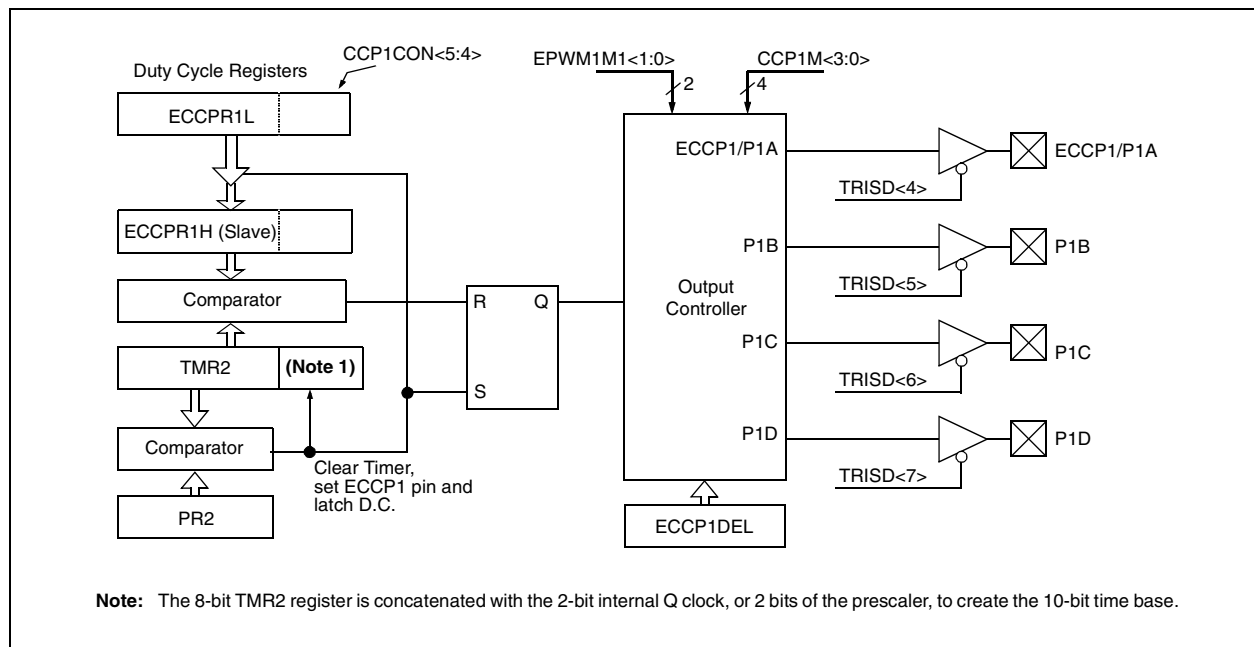 CCP1CON<5:4>
Duty Cycle Registers
ECCPR1L
ECCPR1H (Slave)
Comparator
TMR2
(Note 1)
Comparator
PR2
Clear Timer,
set ECCP1 pin and
latch D.C.
R
Q
S
EPWM1M1<1:0>
2
CCP1M<3:0>
4
Output
Controller
ECCP1/P1A
P1B
P1C
P1D
ECCP1DEL
TRISD<4>
ECCP1/P1A
TRISD<5>
P1B
TRISD<6>
P1C
TRISD<7>
P1D
Note: The 8-bit TMR2 register is concatenated with the 2-bit internal Q clock, or 2 bits of the prescaler, to create the 10-bit time base.